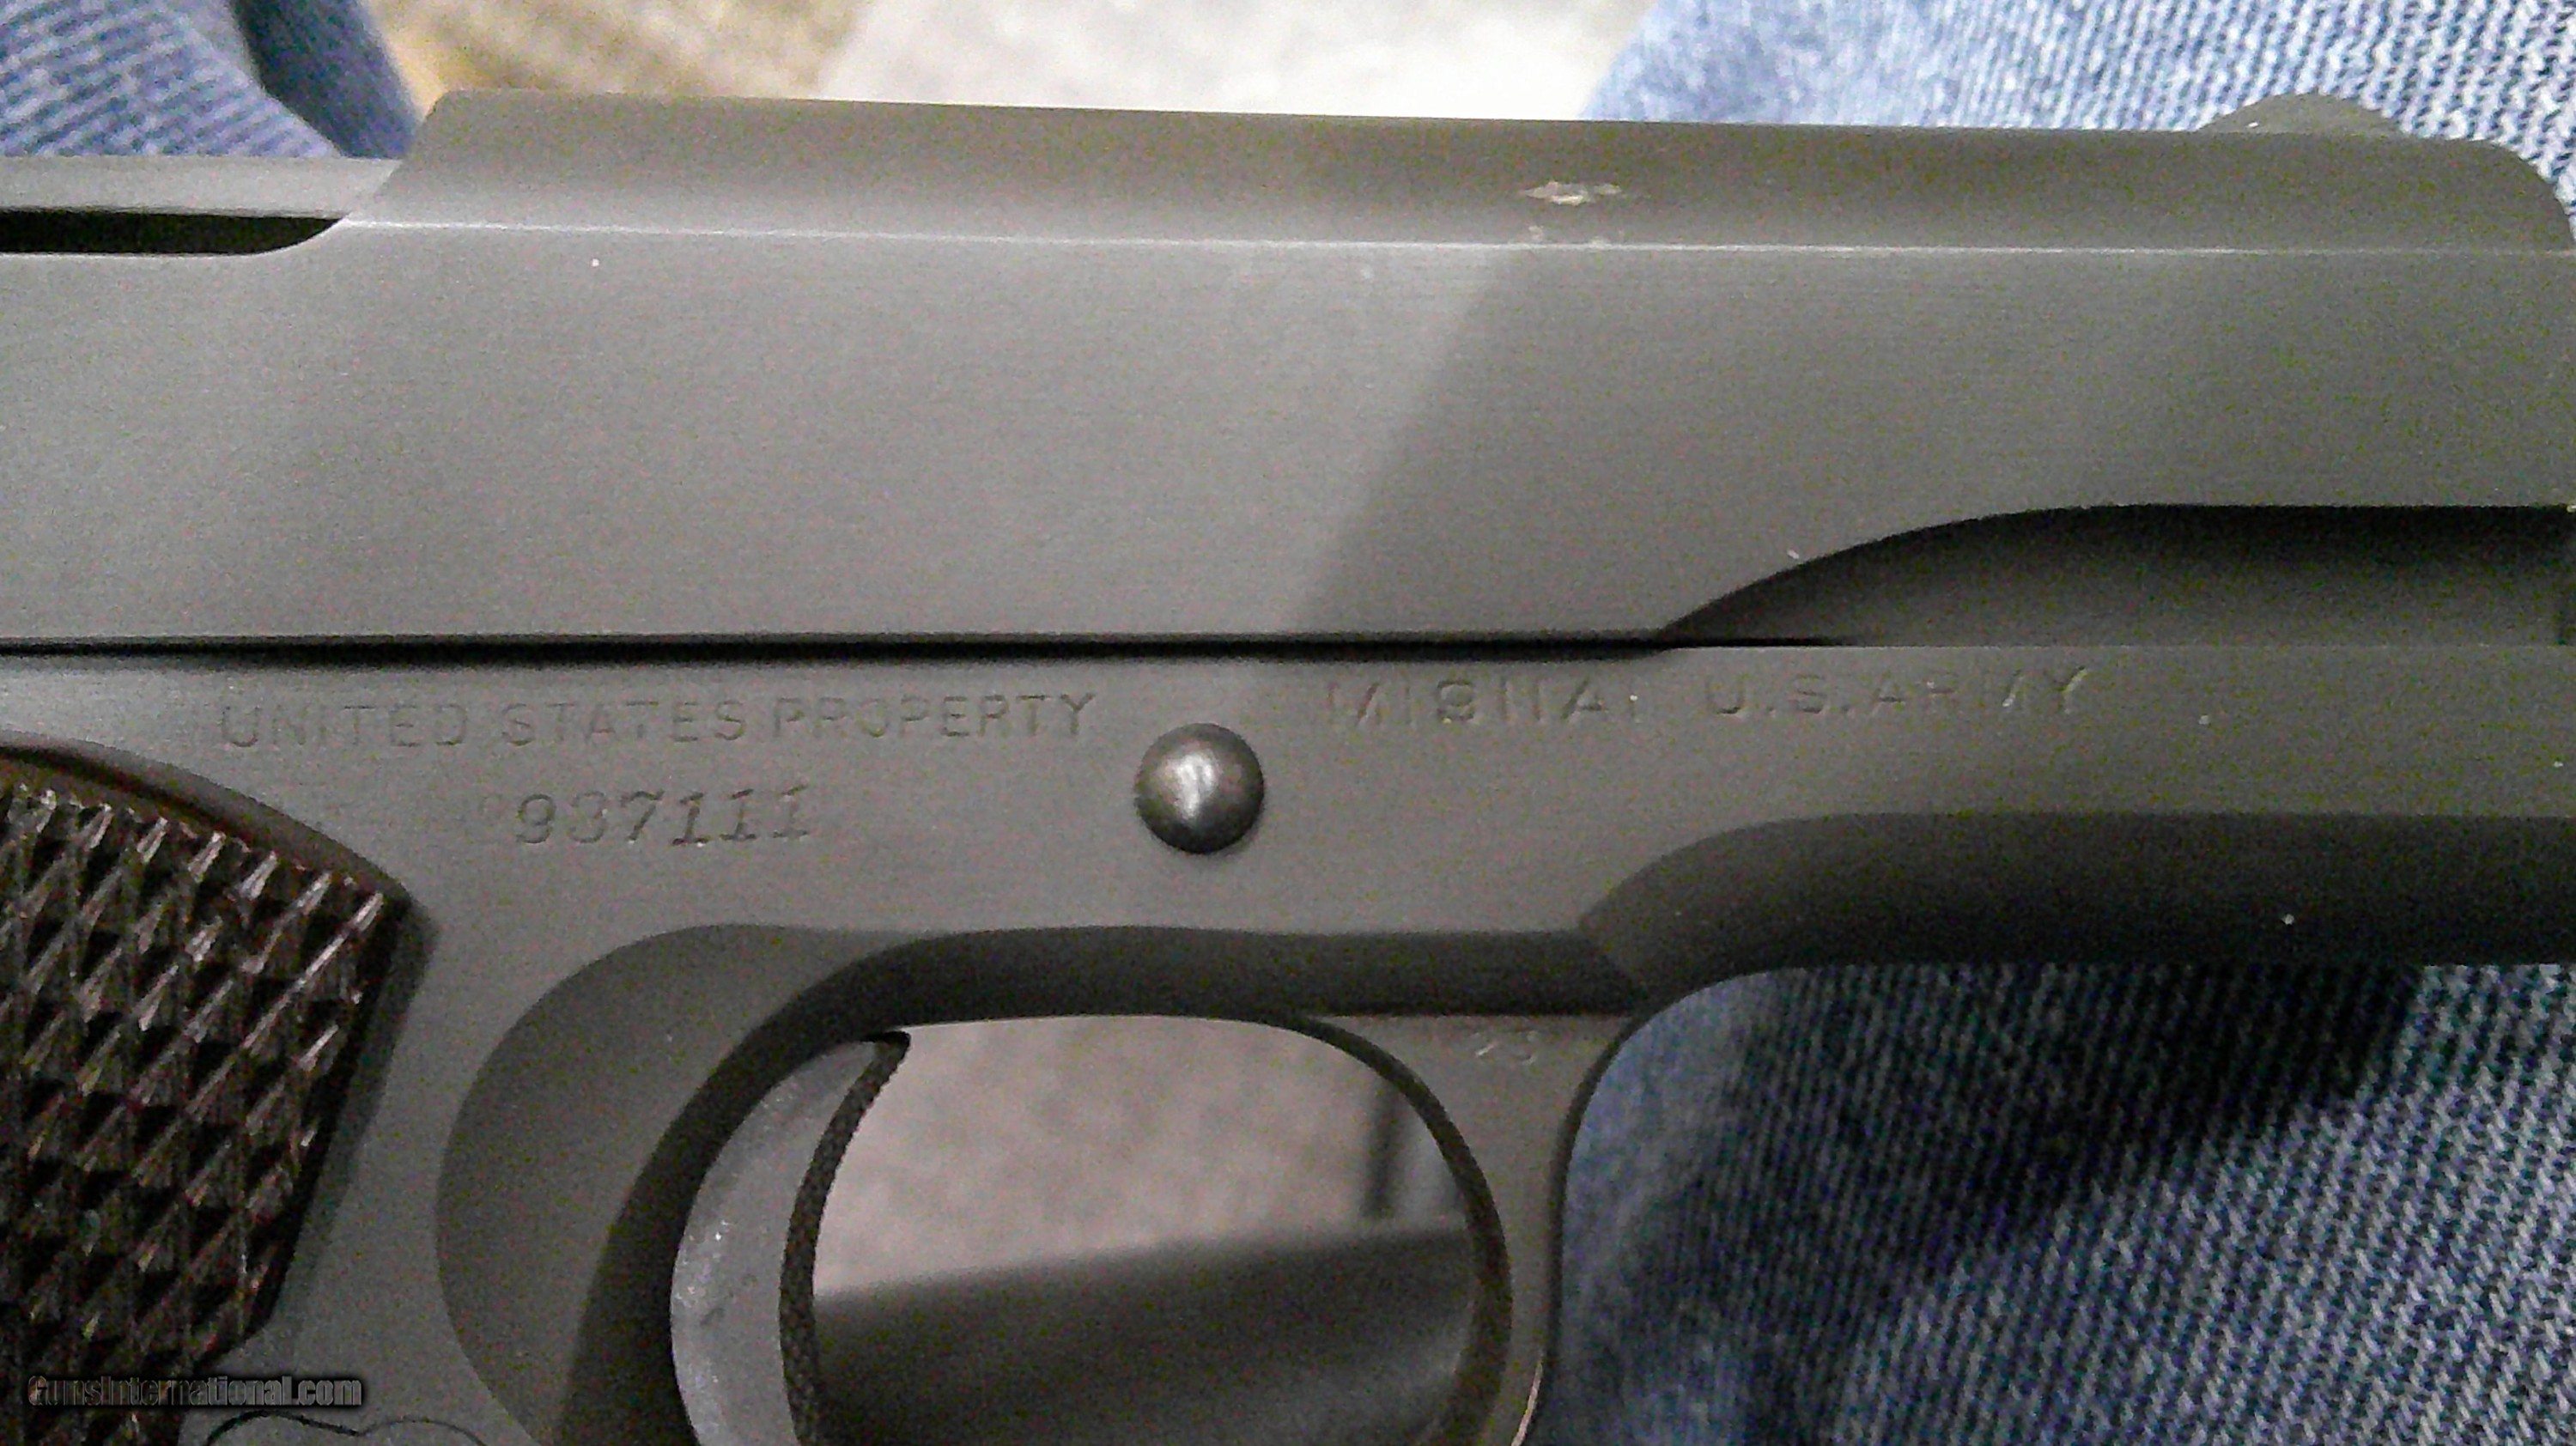 UNITED STATES PROPERTY M1911A1 U.S.ARMY
937111
GunsInternational.com